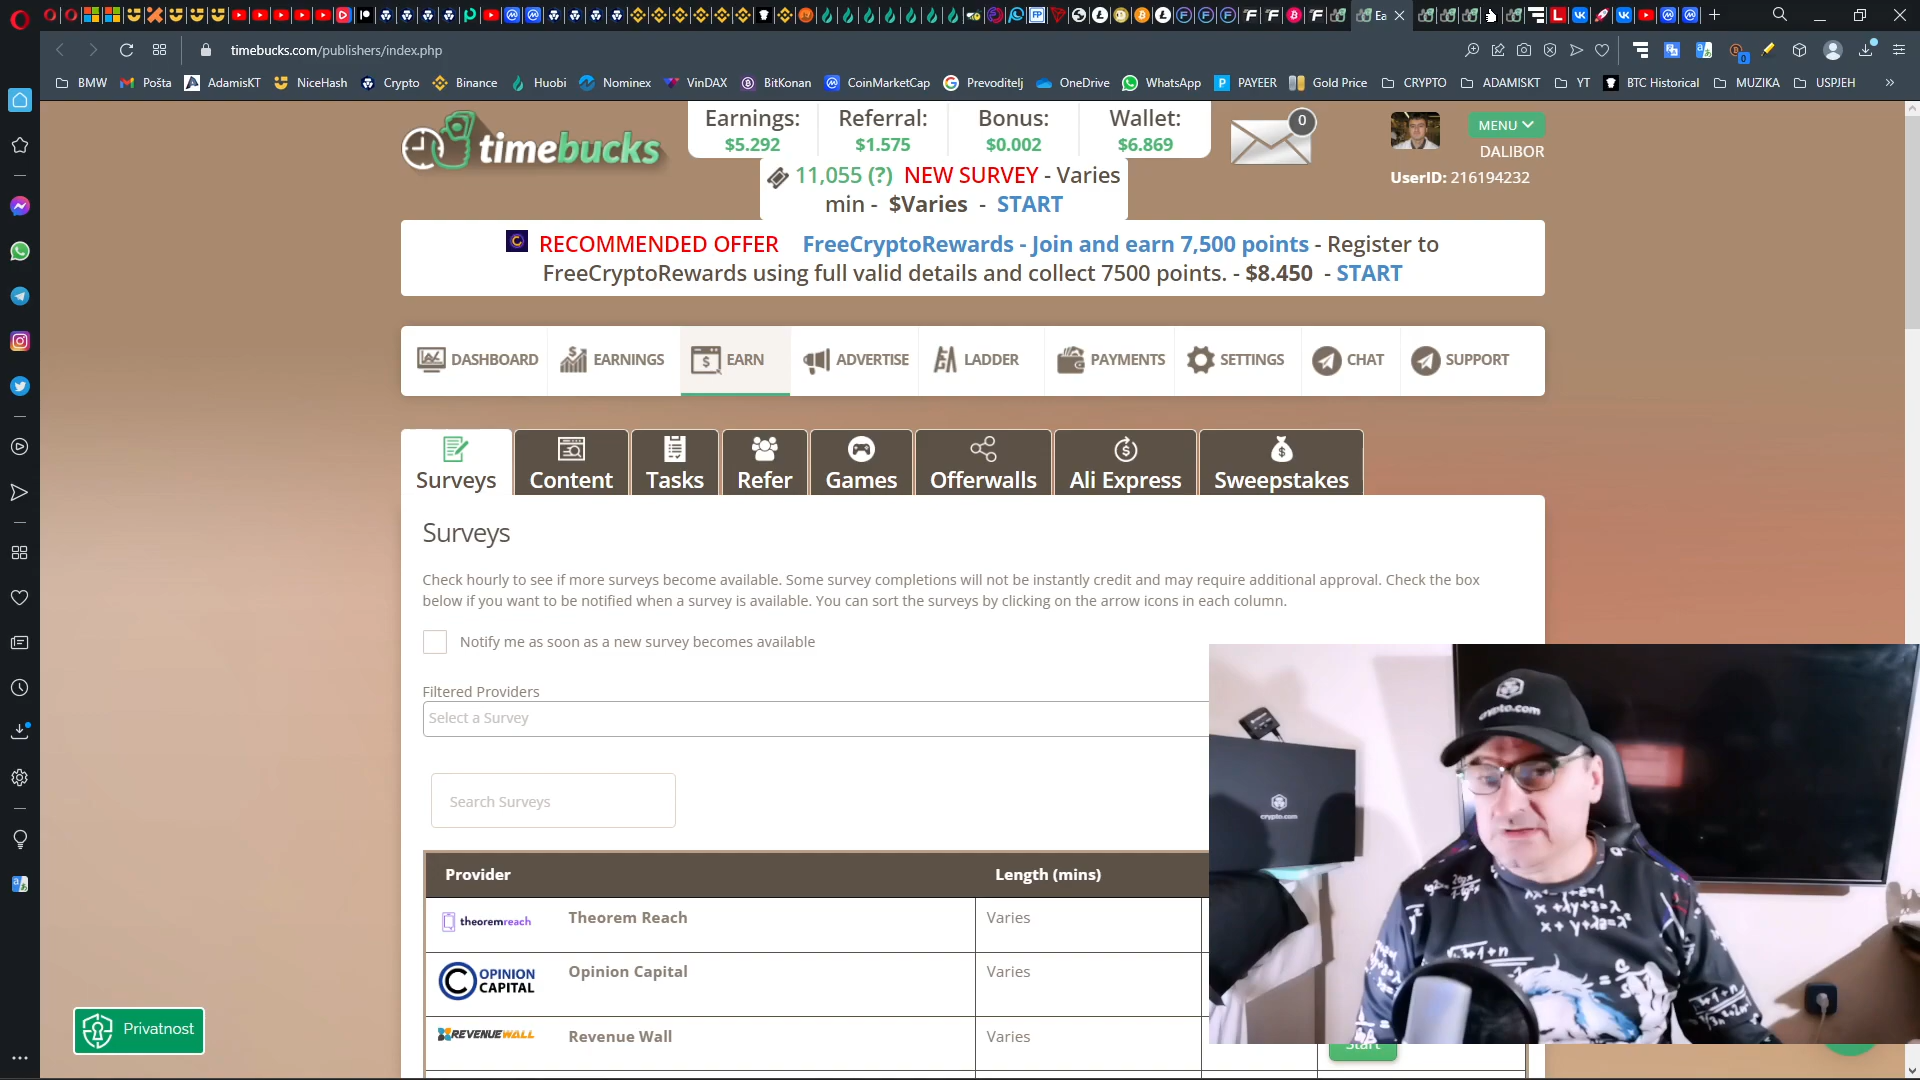 Ea
timebucks.com/publishers/index.php
BMW
Pošta
AdamisKT
NiceHash
Crypto
Binance
Huobi
Nominex
VinDAX
BitKonan
CoinMarketCap
Prevoditelj
OneDrive
WhatsApp
PAYEER
Gold Price
CRYPTO
ADAMISKT
YT
BTC Historical
MUZIKA
USPJEH
timebucks
Earnings:
$5.292
Referral:
$1.575
Bonus:
$0.002
Wallet:
$6.869
0
MENU
DALIBOR
UserID: 216194232
11,055 (?) NEW SURVEY - Varies
min - $Varies - START
RECOMMENDED OFFER FreeCryptoRewards - Join and earn 7,500 points - Register to
FreeCryptoRewards using full valid details and collect 7500 points. - $8.450 - START
DASHBOARD
EARNINGS
EARN
ADVERTISE
LADDER
PAYMENTS
SETTINGS
CHAT
SUPPORT
Surveys
Content
Tasks
Refer
Games
Offerwalls
Ali Express
Sweepstakes
Surveys
Check hourly to see if more surveys become available. Some survey completions will not be instantly credit and may require additional approval. Check the box
below if you want to be notified when a survey is available. You can sort the surveys by clicking on the arrow icons in each column.
Notify me as soon as a new survey becomes available
Filtered Providers
Select a Survey
Search Surveys
Provider
Length (mins)
theoremreach
Theorem Reach
Varies
OPINION
CAPITAL
Opinion Capital
Varies
REVENUEWALL
Revenue Wall
Varies
Start
Privatnost
crypto.com
crypto.com